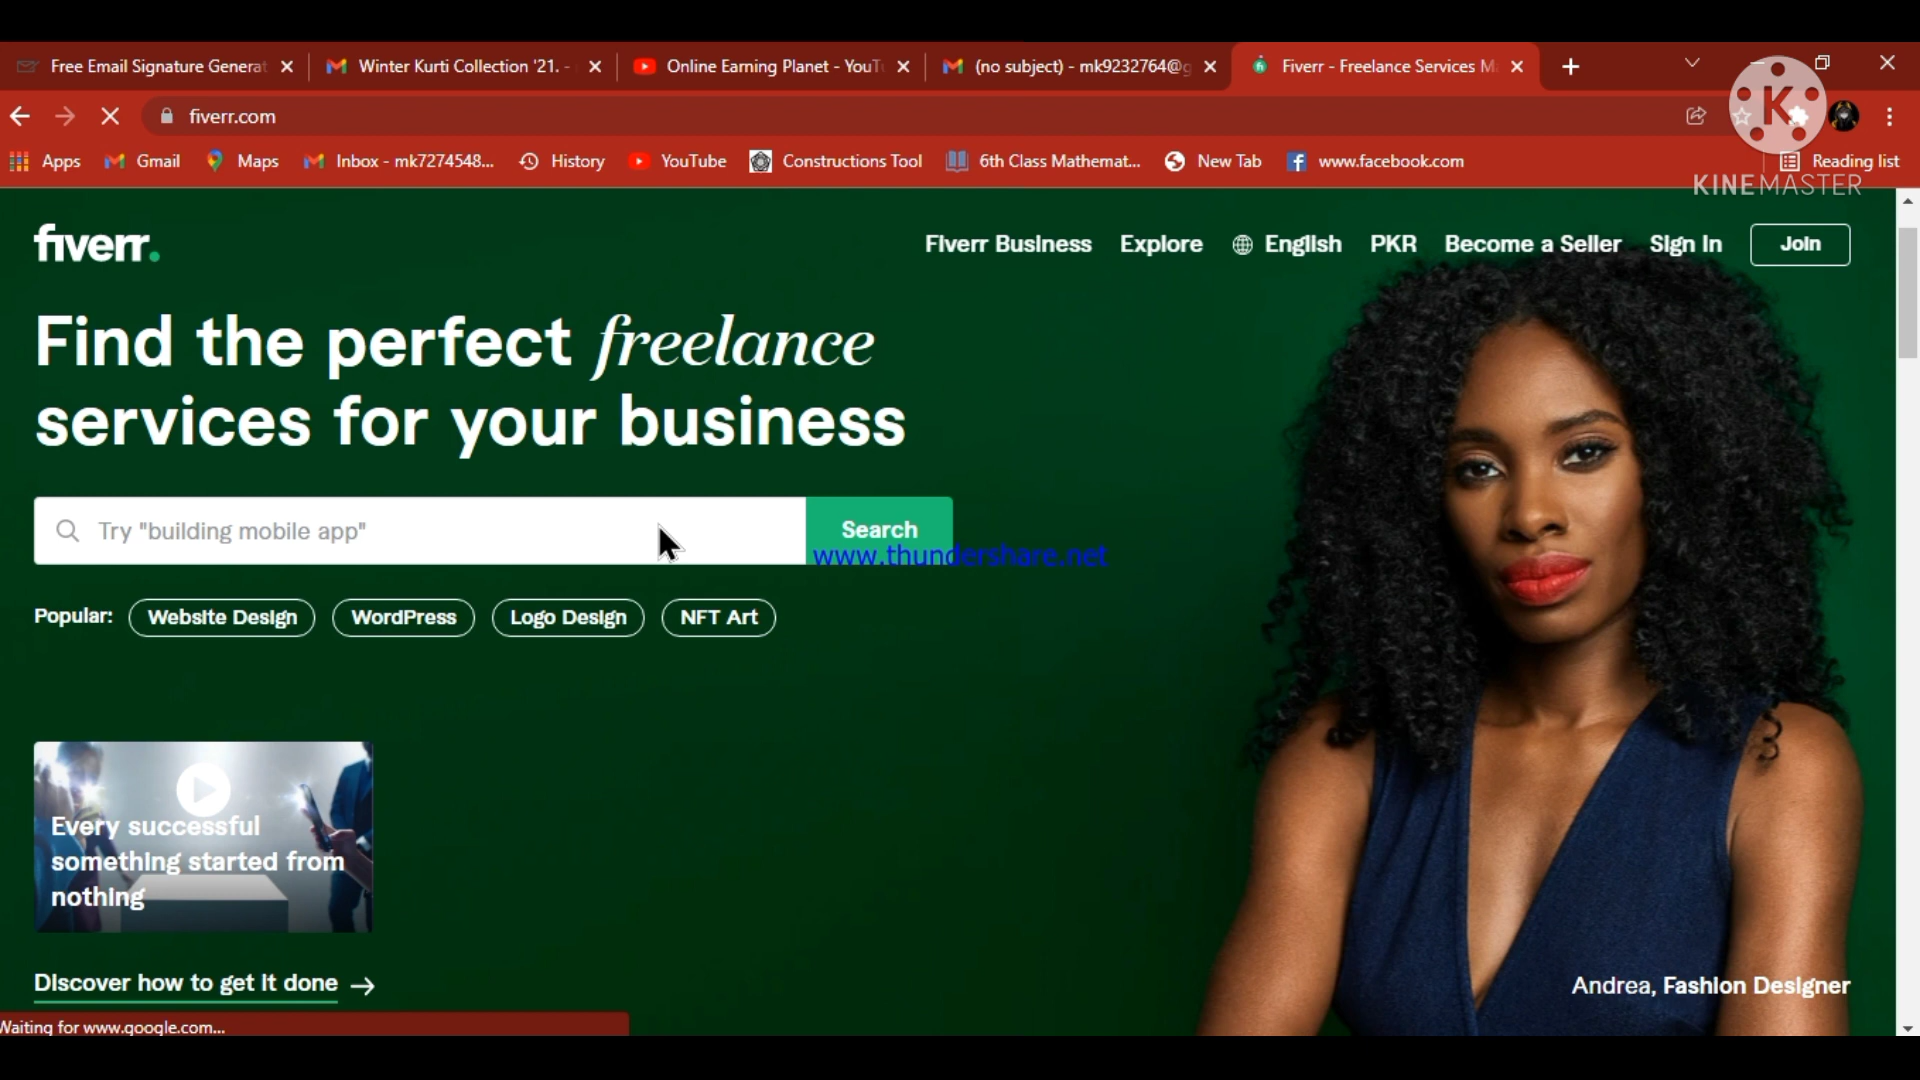 Free Email Signature Generat
Winter Kurti Collection '21. -
Online Earning Planet - YouT
(no subject) - mk9232764@g
Fiverr - Freelance Services M
fiverr.com
K
Apps
Gmail
Maps
Inbox - mk7274548...
History
YouTube
Constructions Tool
6th Class Mathemat...
New Tab
www.facebook.com
Reading list
KINEMASTER
fiverr.
Fiverr Business
Explore
English
PKR
Become a Seller
Sign In
Join
Find the perfect freelance
services for your business
Try "building mobile app"
Search
www.thundershare.net
Popular:
Website Design
WordPress
Logo Design
NFT Art
Every successful
something started from
nothing
Discover how to get it done →
Andrea, Fashion Designer
Waiting for www.google.com...